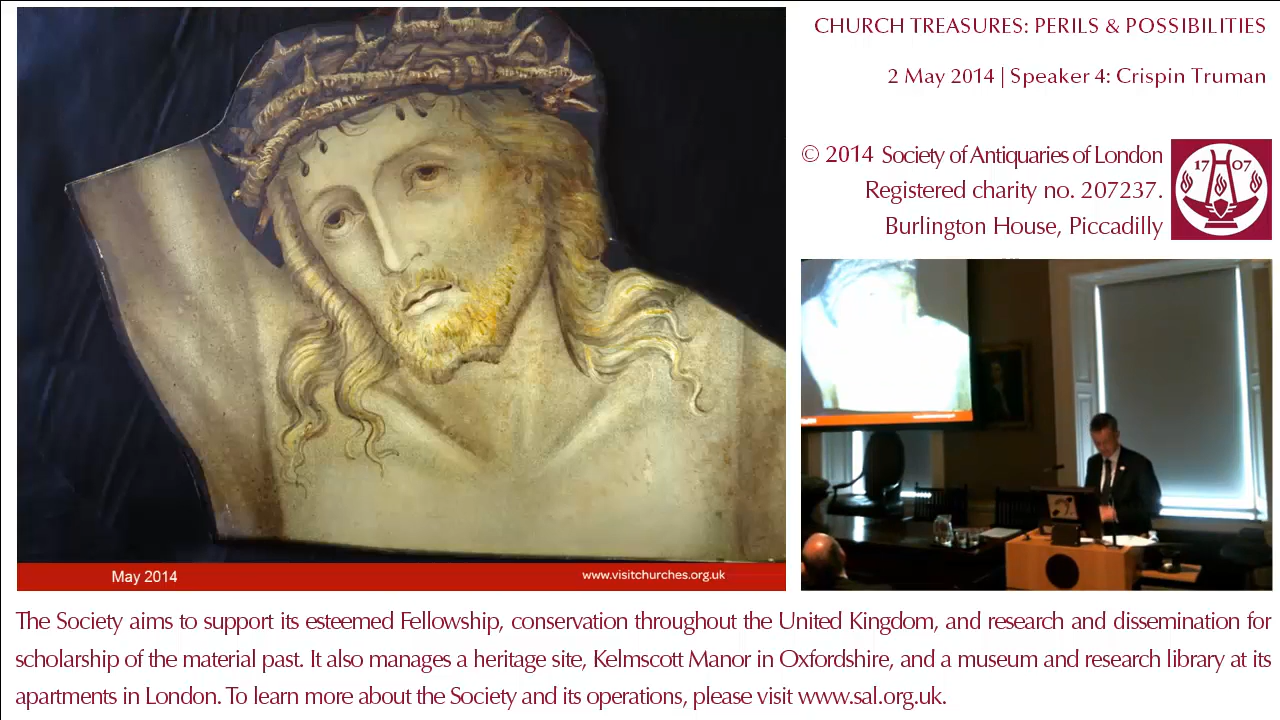 CHURCH TREASURES: PERILS & POSSIBILITIES
2 May 2014 | Speaker 4: Crispin Truman
© 2014 Society of Antiquaries of London
Registered charity no. 207237.
Burlington House, Piccadilly
17 07
May 2014
www.visitchurches.org.uk
The Society aims to support its esteemed Fellowship, conservation throughout the United Kingdom, and research and dissemination for
scholarship of the material past. It also manages a heritage site, Kelmscott Manor in Oxfordshire, and a museum and research library at its
apartments in London. To learn more about the Society and its operations, please visit www.sal.org.uk.